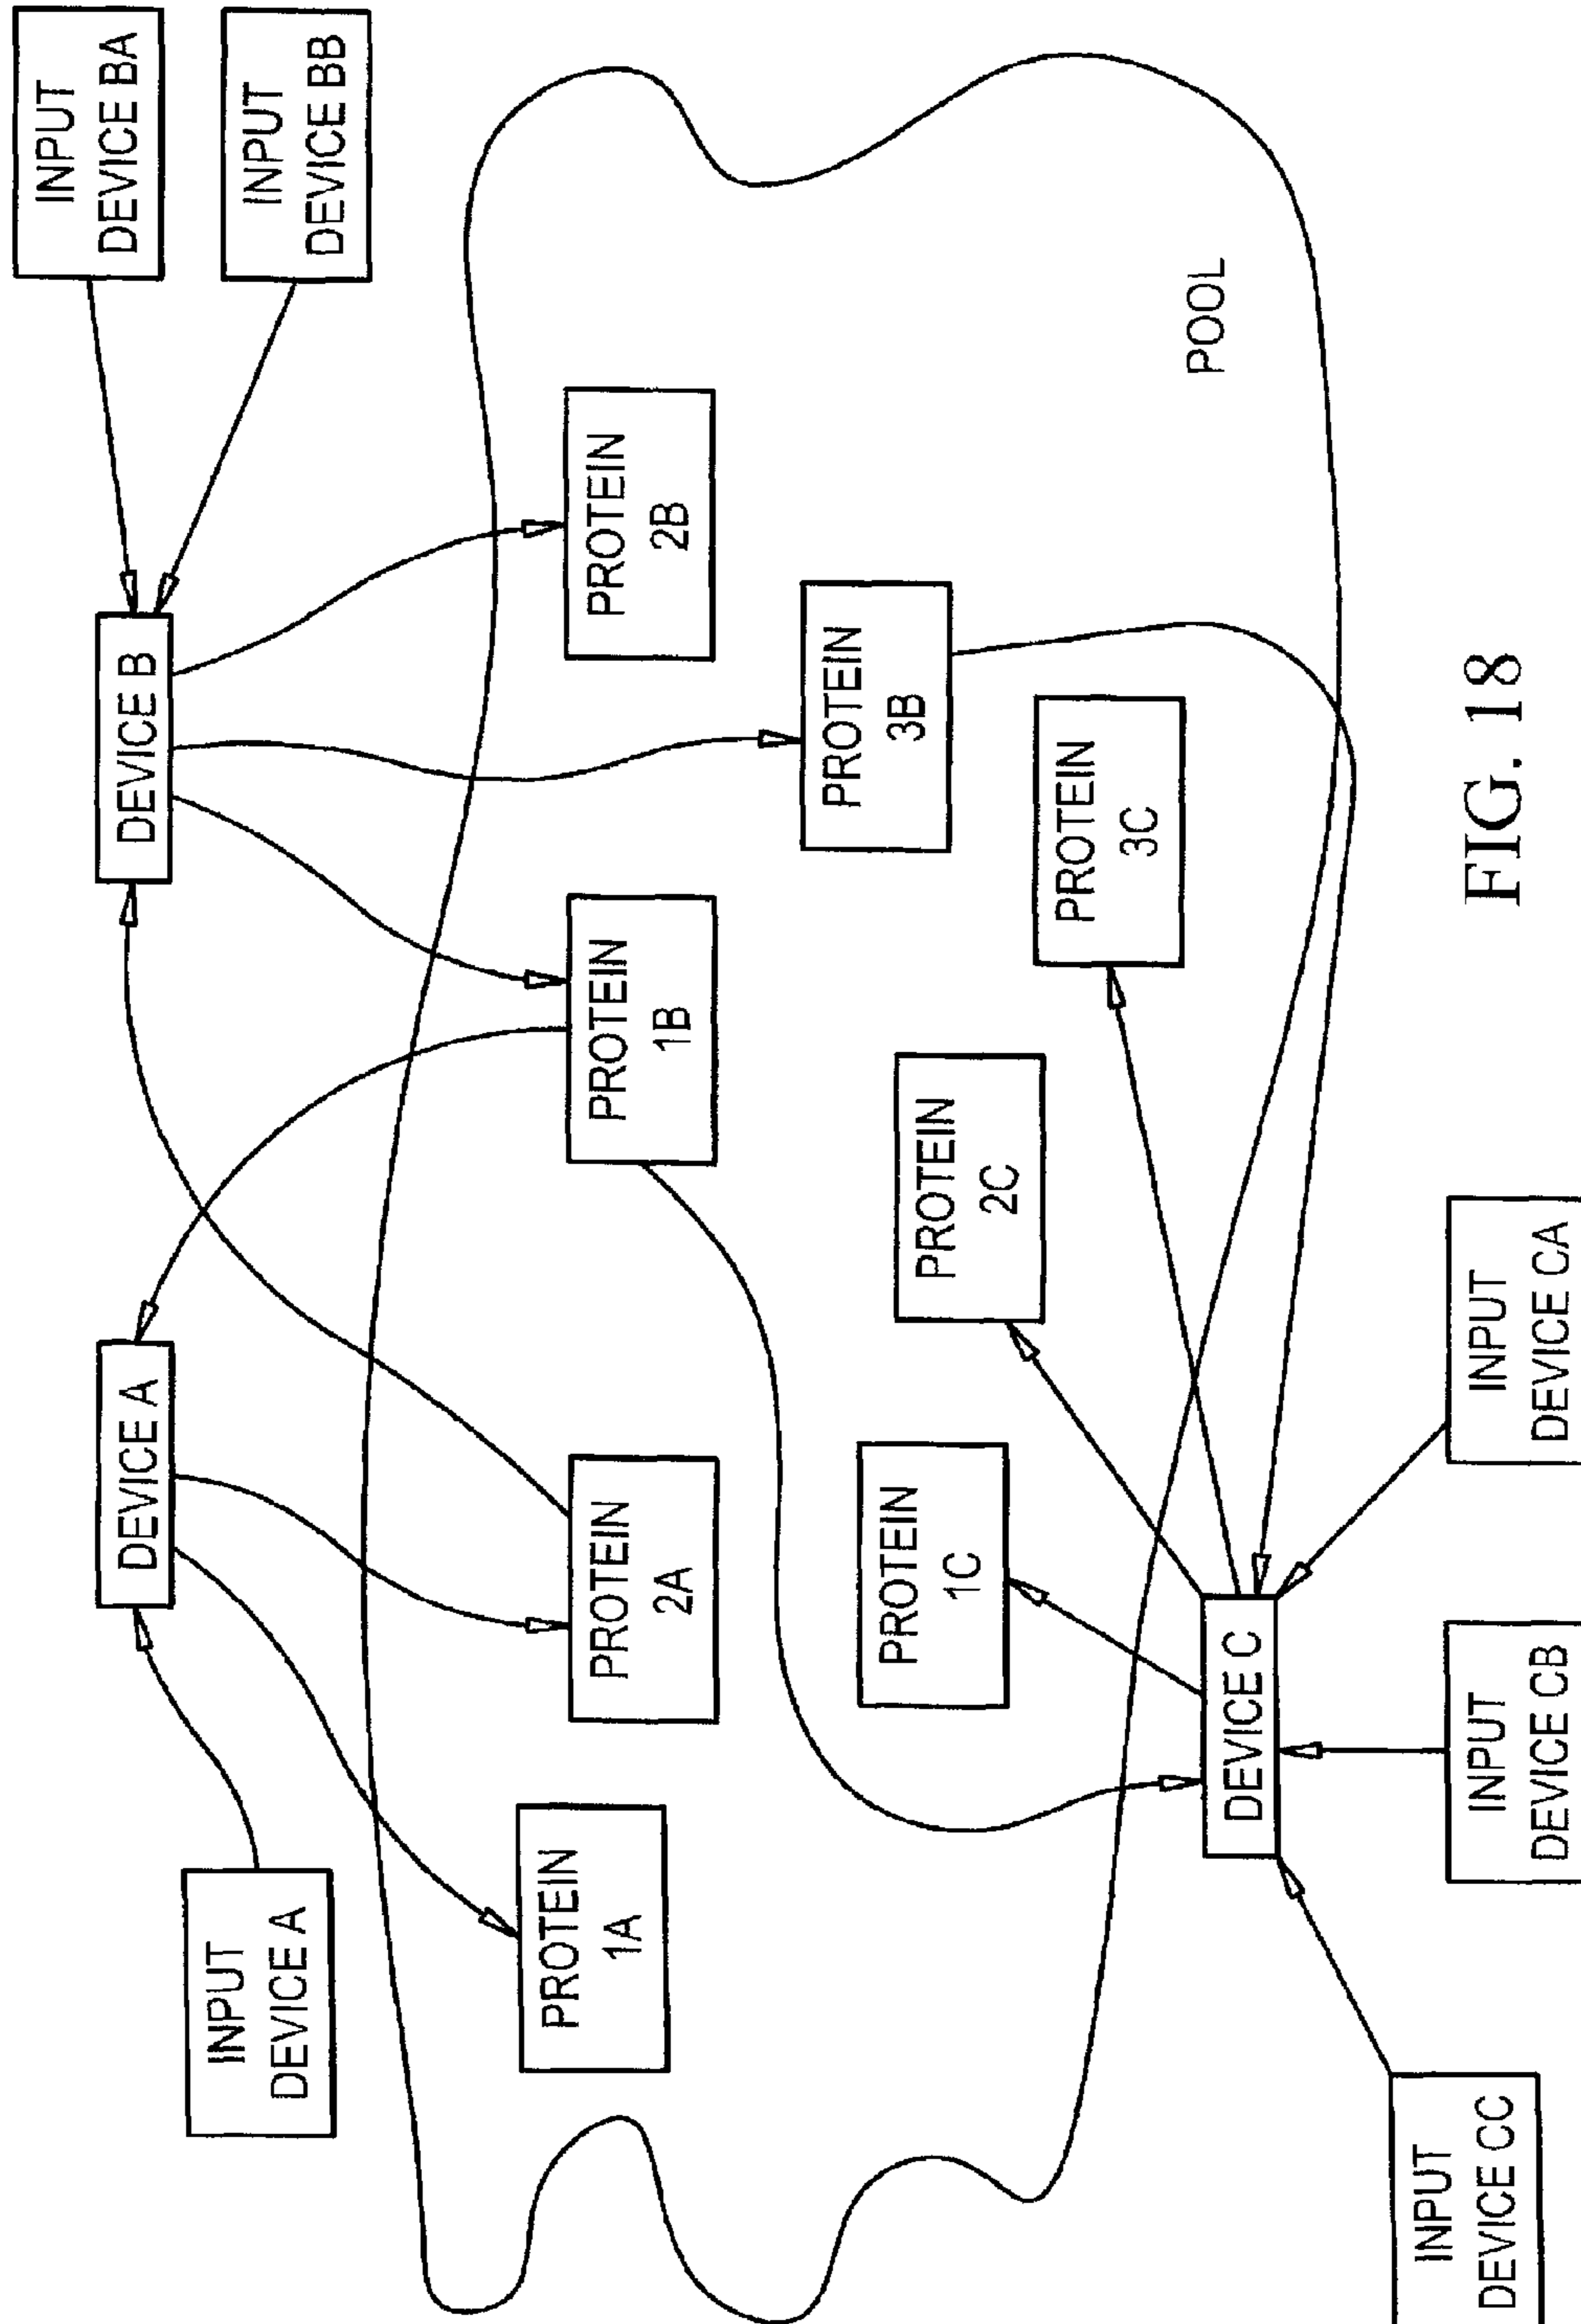 INPUT
DEVICE A
DEVICE A
DEVICE B
INPUT
DEVICE BA
INPUT
DEVICE BB
PROTEIN
1A
PROTEIN
2A
PROTEIN
1B
PROTEIN
2B
PROTEIN
3B
PROTEIN
1C
PROTEIN
2C
PROTEIN
3C
POOL
DEVICE C
INPUT
DEVICE CC
INPUT
DEVICE CB
INPUT
DEVICE CA
FIG. 18